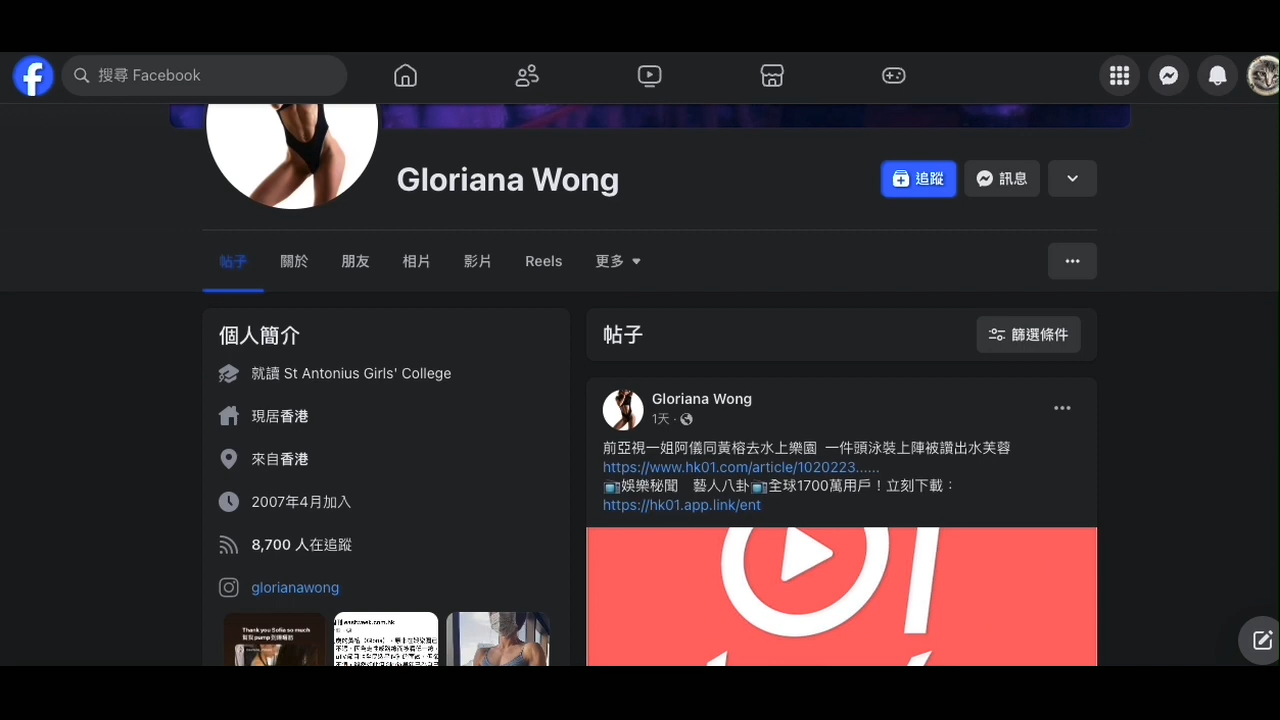 搜尋 Facebook
Gloriana Wong
追蹤
訊息
帖子
關於
朋友
相片
影片
Reels
更多
個人簡介
就讀 St Antonius Girls' College
現居香港
來自香港
2007年4月加入
8,700 人在追蹤
glorianawong
Thank you Sofie so much
帖子
篩選條件
Gloriana Wong
1天 ·
前亞視一姐阿儀同黃榕去水上樂園 一件頭泳裝上陣被讚出水芙蓉
https://www.hk01.com/article/1020223......
📺娛樂秘聞 藝人八卦📺全球1700萬用戶！立刻下載：
https://hk01.app.link/ent